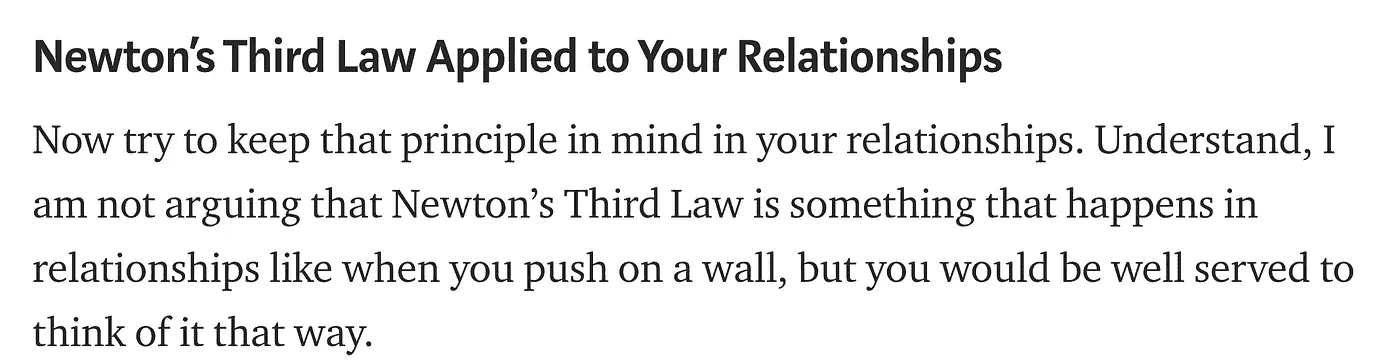 Newton’s Third Law Applied to Your Relationships
Now try to keep that principle in mind in your relationships. Understand, I
am not arguing that Newton’s Third Law is something that happens in
relationships like when you push on a wall, but you would be well served to
think of it that way.